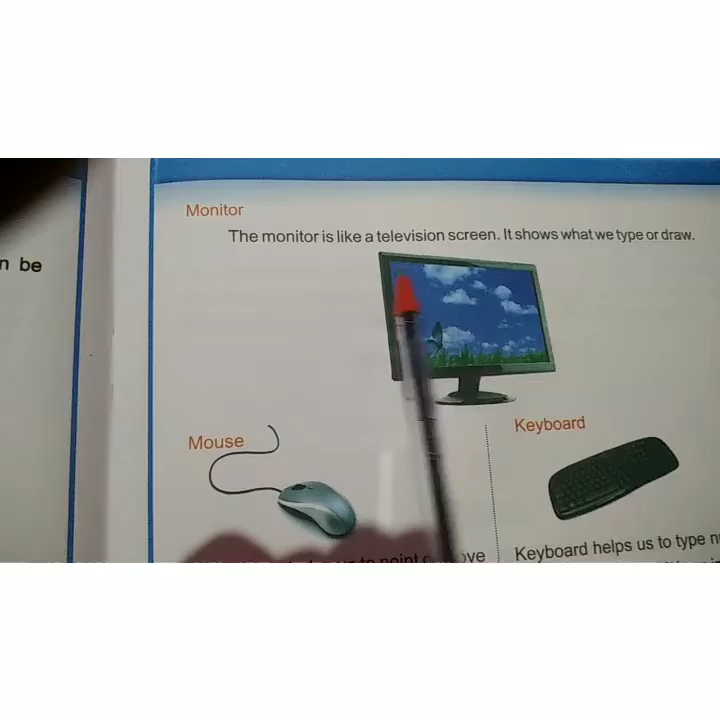 n be
Monitor
The monitor is like a television screen. It shows what we type or draw.
Mouse
Keyboard
to point
ve
Keyboard helps us to type n